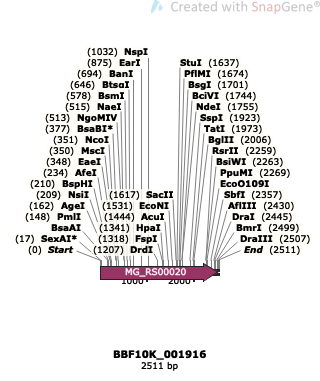 Created with SnapGene®
(1032) NspI
(875) EarI
(694) BanI
(646) BtsαI
(578) BsmI
(515) NaeI
(513) NgoMIV
(377) BsaBI*
(351) NcoI
(350) MscI
(348) EaeI
(234) AfeI
(210) BspHI
(209) NsiI
(162) AgeI
(148) PmlI
BsaAI
(17) SexAI*
(0) Start
(1617) SacII
(1531) EcoNI
(1444) AcuI
(1341) HpaI
(1318) FspI
(1207) DrdI
StuI (1637)
PflMI (1674)
BsgI (1701)
BciVI (1744)
NdeI (1755)
SspI (1923)
TatI (1973)
BglII (2006)
RsrII (2259)
BsiWI (2263)
PpuMI (2269)
EcoO109I
SbfI (2357)
AflIII (2430)
DraI (2445)
BmrI (2499)
DraIII (2507)
End (2511)
MG_RS00020
BBF10K_001916
2511 bp